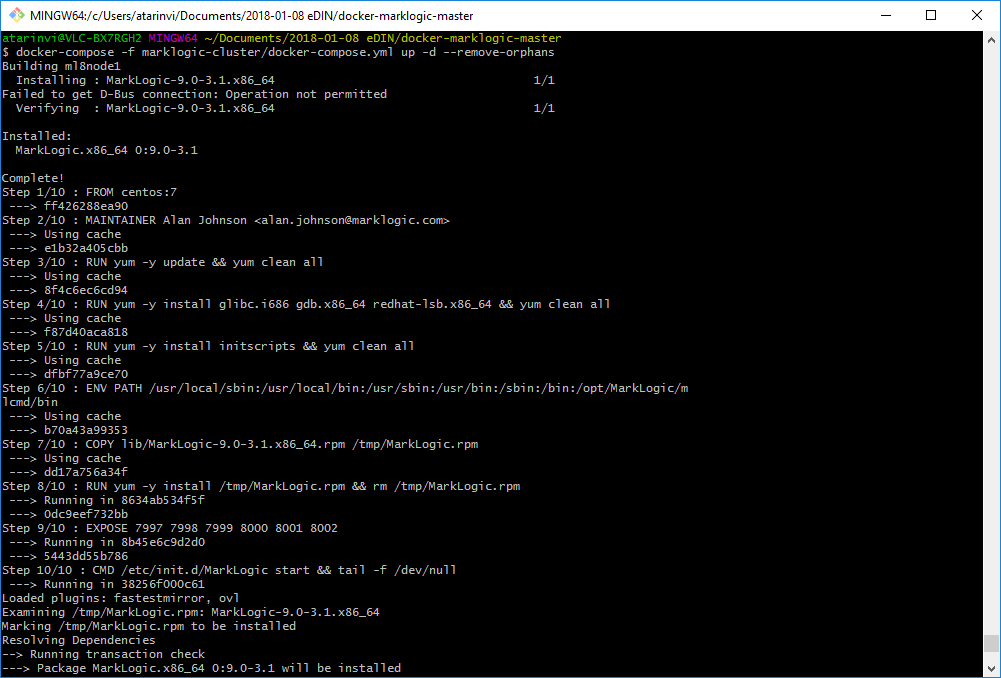 MINGW64:/c/Users/atarinvi/Documents/2018-01-08 eDIN/docker-marklogic-master
atarinvi@VLC-BX7RGH2 MINGW64 ~/Documents/2018-01-08 eDIN/docker-marklogic-master
$ docker-compose -f marklogic-cluster/docker-compose.yml up -d --remove-orphans
Building ml8node1
  Installing : MarkLogic-9.0-3.1.x86_64                                     1/1
Failed to get D-Bus connection: Operation not permitted
  Verifying  : MarkLogic-9.0-3.1.x86_64                                     1/1

Installed:
  MarkLogic.x86_64 0:9.0-3.1

Complete!
Step 1/10 : FROM centos:7
 ---> ff426288ea90
Step 2/10 : MAINTAINER Alan Johnson <alan.johnson@marklogic.com>
 ---> Using cache
 ---> e1b32a405cbb
Step 3/10 : RUN yum -y update && yum clean all
 ---> Using cache
 ---> 8f4c6ec6cd94
Step 4/10 : RUN yum -y install glibc.i686 gdb.x86_64 redhat-lsb.x86_64 && yum clean all
 ---> Using cache
 ---> f87d40aca818
Step 5/10 : RUN yum -y install initscripts && yum clean all
 ---> Using cache
 ---> dfbf77a9ce70
Step 6/10 : ENV PATH /usr/local/sbin:/usr/local/bin:/usr/sbin:/usr/bin:/sbin:/bin:/opt/MarkLogic/m
lcmd/bin
 ---> Using cache
 ---> b70a43a99353
Step 7/10 : COPY lib/MarkLogic-9.0-3.1.x86_64.rpm /tmp/MarkLogic.rpm
 ---> Using cache
 ---> dd17a756a34f
Step 8/10 : RUN yum -y install /tmp/MarkLogic.rpm && rm /tmp/MarkLogic.rpm
 ---> Running in 8634ab534f5f
 ---> 0dc9eef732bb
Step 9/10 : EXPOSE 7997 7998 7999 8000 8001 8002
 ---> Running in 8b45e6c9d2d0
 ---> 5443dd55b786
Step 10/10 : CMD /etc/init.d/MarkLogic start && tail -f /dev/null
 ---> Running in 38256f000c61
Loaded plugins: fastestmirror, ovl
Examining /tmp/MarkLogic.rpm: MarkLogic-9.0-3.1.x86_64
Marking /tmp/MarkLogic.rpm to be installed
Resolving Dependencies
--> Running transaction check
---> Package MarkLogic.x86_64 0:9.0-3.1 will be installed